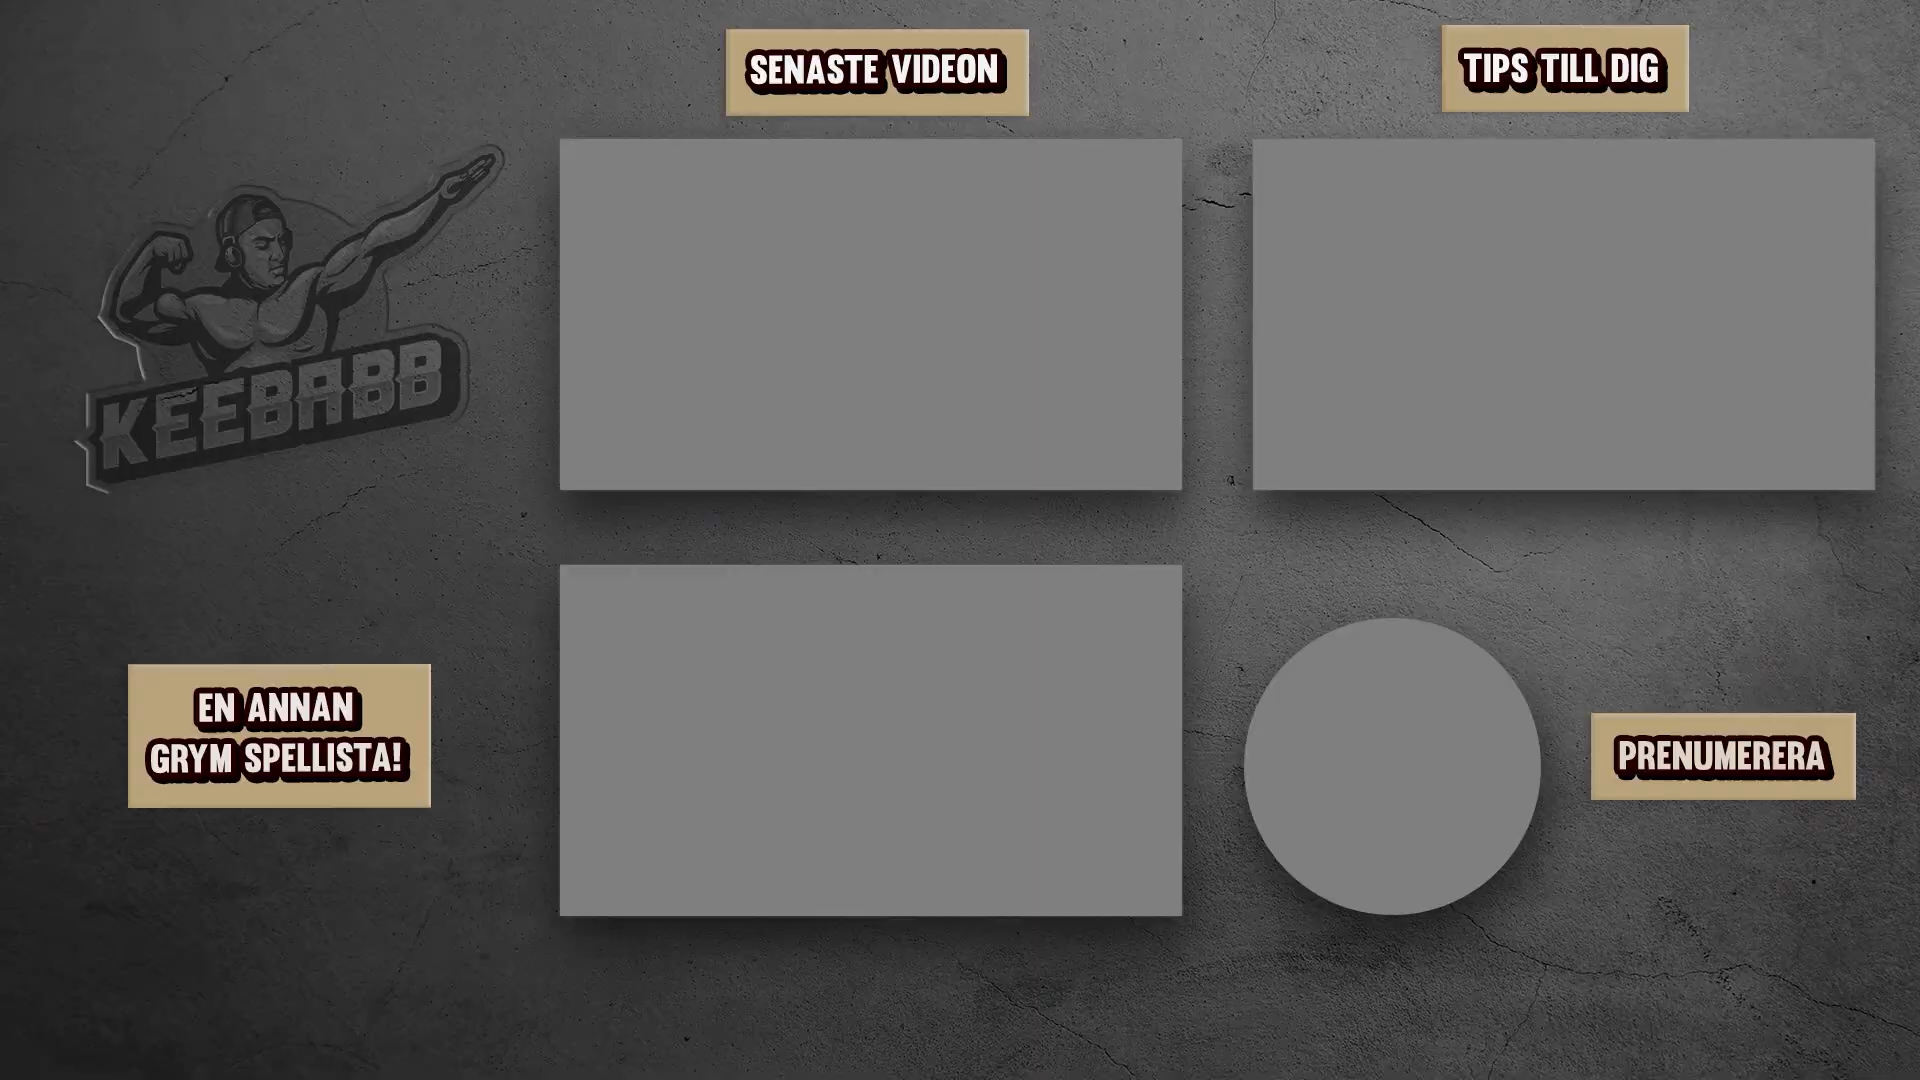 SENASTE VIDEON
TIPS TILL DIG
KEEBABB
EN ANNAN
GRYM SPELLISTA!
PRENUMERERA